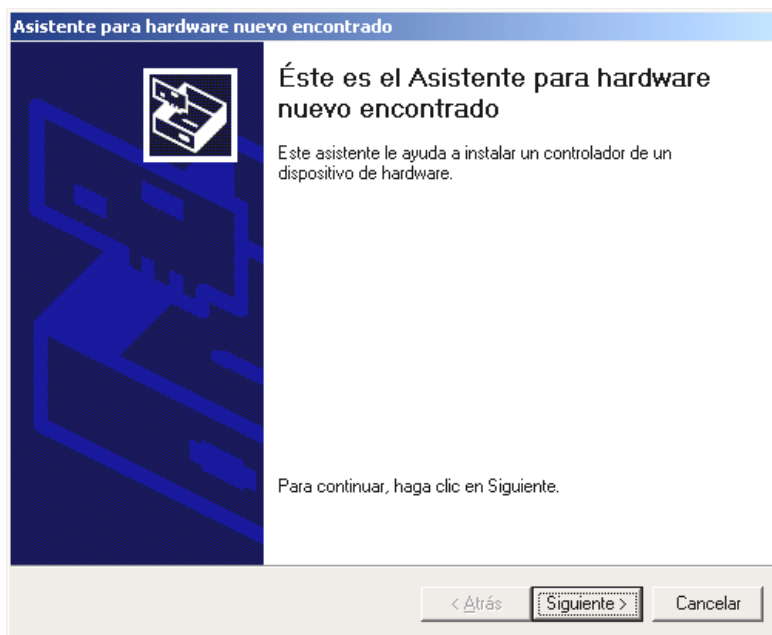 Asistente para hardware nuevo encontrado
Éste es el Asistente para hardware
nuevo encontrado
Este asistente le ayuda a instalar un controlador de un
dispositivo de hardware.
Para continuar, haga clic en Siguiente.
< Atrás
Siguiente >
Cancelar